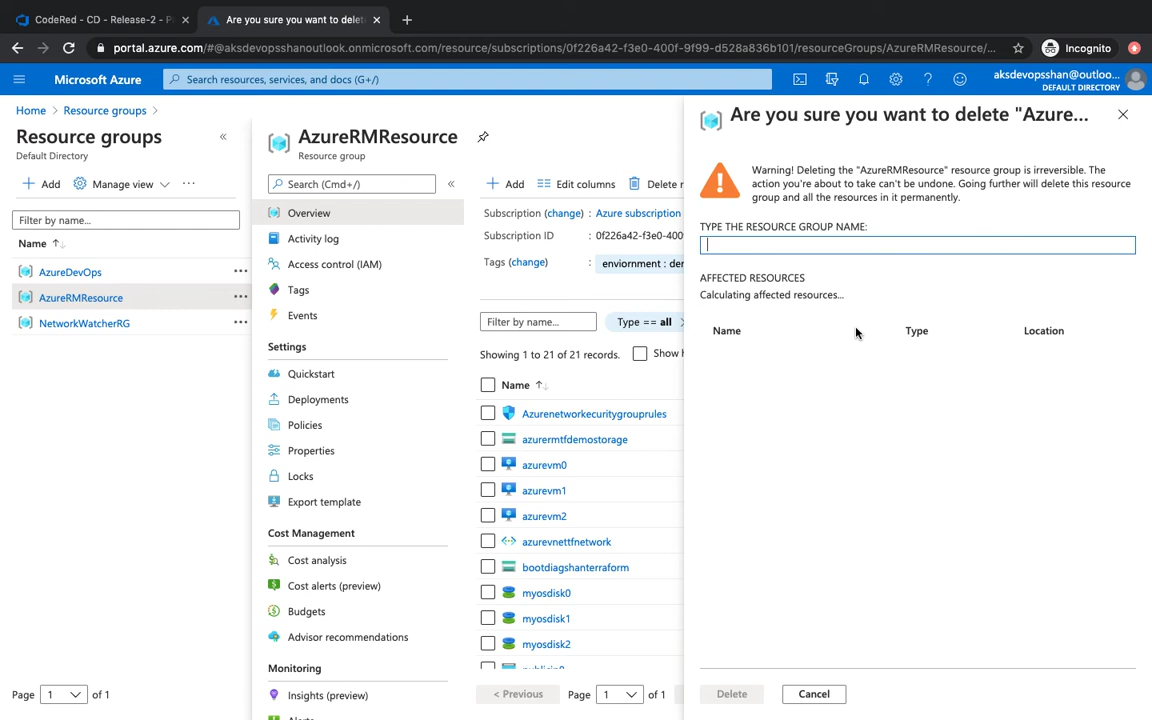 CodeRed - CD - Release-2 - P
Are you sure you want to delet
portal.azure.com/#@aksdevopsshanoutlook.onmicrosoft.com/resource/subscriptions/0f226a42-f3e0-400f-9f99-d528a836b101/resourceGroups/AzureRMResource/...
Incognito
Microsoft Azure
Search resources, services, and docs (G+/)
aksdevopsshan@outloo...
DEFAULT DIRECTORY
Home > Resource groups >
Resource groups
Default Directory
Add
Manage view
Filter by name...
Name
AzureDevOps
AzureRMResource
NetworkWatcherRG
Page 1 of 1
AzureRMResource
Resource group
Search (Cmd+/)
Overview
Activity log
Access control (IAM)
Tags
Events
Settings
Quickstart
Deployments
Policies
Properties
Locks
Export template
Cost Management
Cost analysis
Cost alerts (preview)
Budgets
Advisor recommendations
Monitoring
Insights (preview)
Add
Edit columns
Delete r
Subscription (change) : Azure subscription
Subscription ID : 0f226a42-f3e0-400
Tags (change) : enviornment : der
Filter by name...
Type == all
Showing 1 to 21 of 21 records.
Show h
Name
Azurenetworkecuritygrouprules
azurermtfdemostorage
azurevm0
azurevm1
azurevm2
azurevnettfnetwork
bootdiagshanterraform
myosdisk0
myosdisk1
myosdisk2
< Previous
Page 1 of 1
Are you sure you want to delete "Azure...
Warning! Deleting the "AzureRMResource" resource group is irreversible. The
action you're about to take can't be undone. Going further will delete this resource
group and all the resources in it permanently.
TYPE THE RESOURCE GROUP NAME:
AFFECTED RESOURCES
Calculating affected resources...
Name
Type
Location
Delete
Cancel